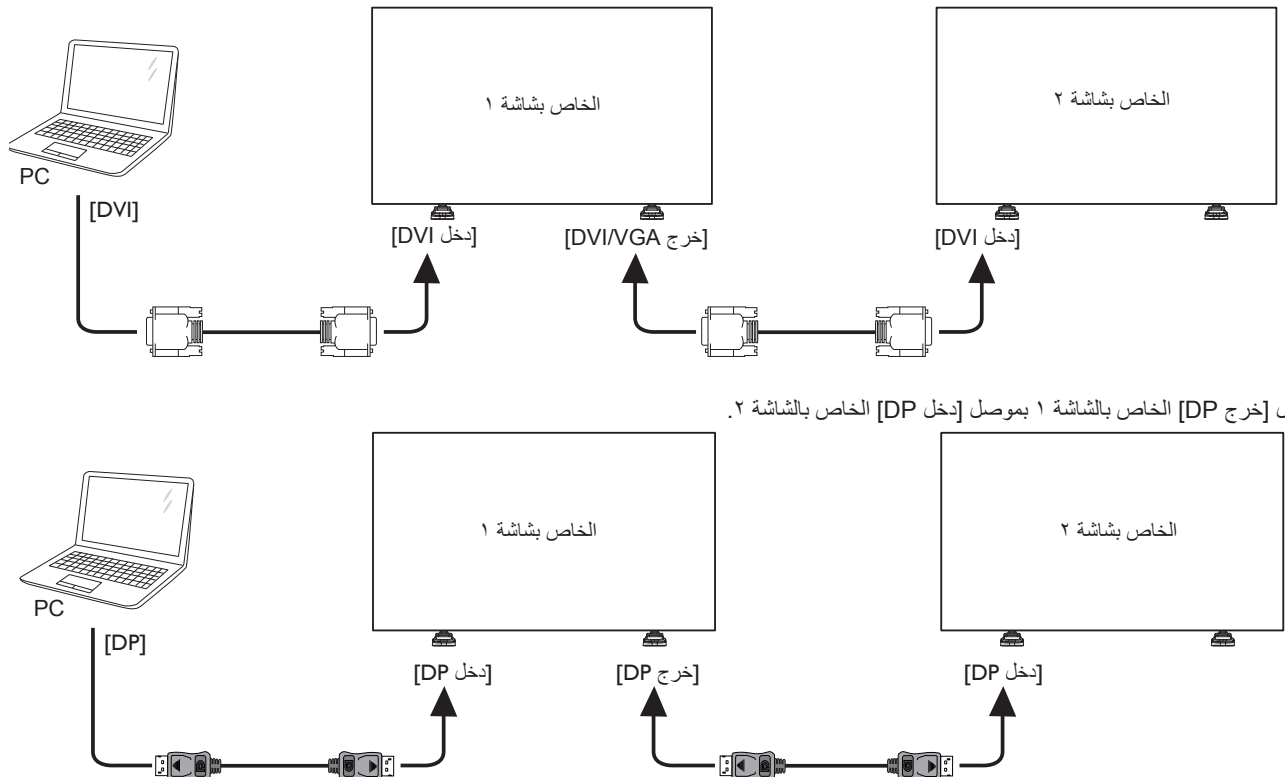 الخاص بشاشة ١
الخاص بشاشة ٢
PC
[DVI]
[دخل DVI]
[خرج DVI/VGA]
[دخل DVI]
[خرج DP] الخاص بالشاشة ١ بموصل [دخل DP] الخاص بالشاشة ٢.
الخاص بشاشة ١
الخاص بشاشة ٢
PC
[DP]
[دخل DP]
[خرج DP]
[دخل DP]